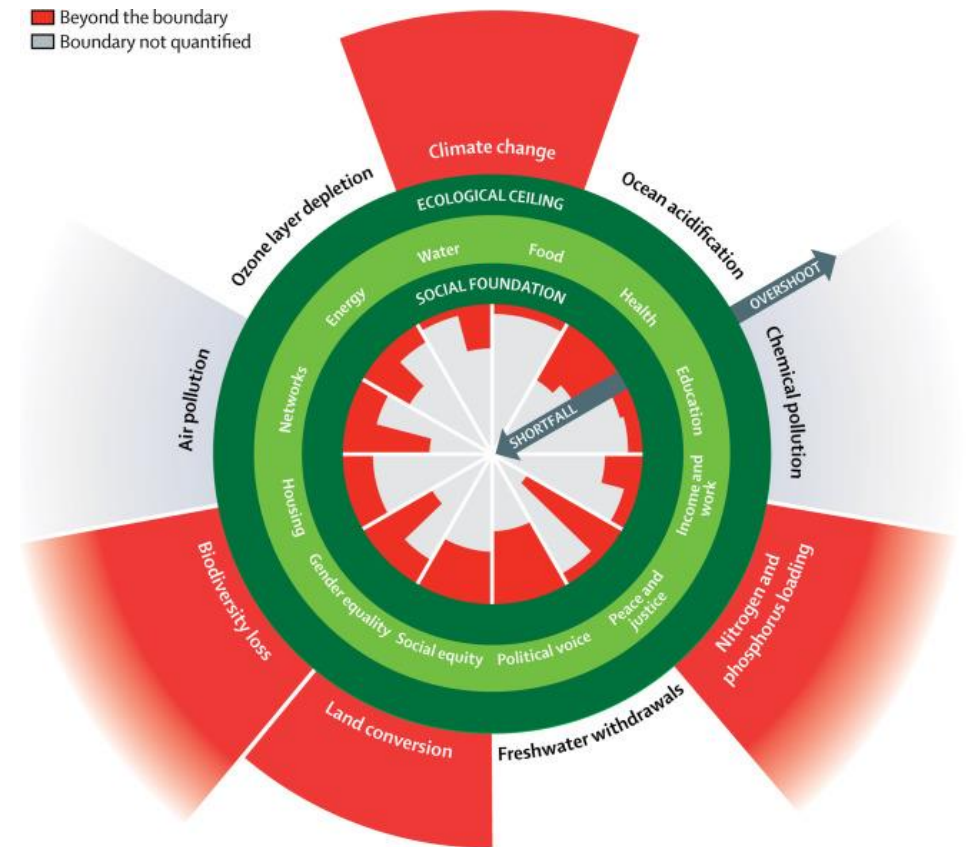 Beyond the boundary
Boundary not quantified
Climate change
Ozone layer depletion
Ocean acidification
ECOLOGICAL CEILING
Water
Food
Energy
Health
SOCIAL FOUNDATION
OVERSHOOT
Networks
Education
Air pollution
Chemical pollution
SHORTFALL
Housing
Income and
work
Gender equality
Peace and
justice
Social equity
Political voice
Biodiversity loss
Nitrogen and
phosphorus loading
Land conversion
Freshwater withdrawals